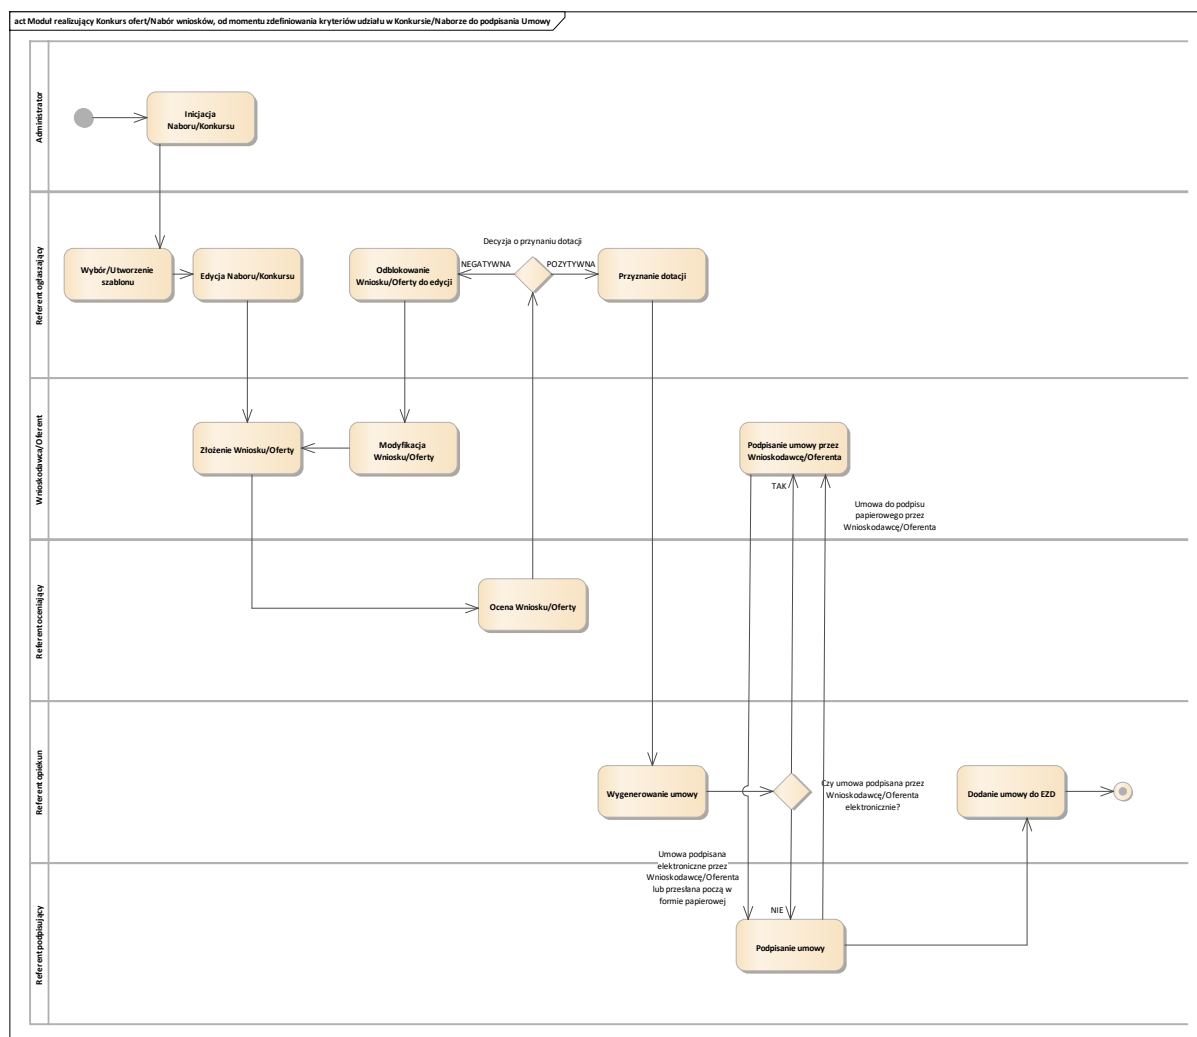 act Moduł realizujący Konkurs ofert/Nabór wniosków, od momentu zdefiniowania kryteriów udziału w Konkursie/Naborze do podpisania Umowy
Administrator
Inicjacja
Naboru/Konkursu
Referent ogłaszający
Wybór/Utworzenie
szablonu
Edycja Naboru/Konkursu
Odblokowanie
Wniosku/Oferty do edycji
NEGATYWNA
Decyzja o przynaniu dotacji
POZYTYWNA
Przyznanie dotacji
Wnioskodawca/Oferent
Złożenie Wniosku/Oferty
Modyfikacja
Wniosku/Oferty
Podpisanie umowy przez
Wnioskodawcę/Oferenta
TAK
Umowa do podpisu
papierowego przez
Wnioskodawcę/Oferenta
Referent oceniający
Ocena Wniosku/Oferty
Referent opiekun
Wygenerowanie umowy
Czy umowa podpisana przez
Wnioskodawcę/Oferenta
elektronicznie?
Dodanie umowy do EZD
Referent podpisujący
Umowa podpisana
elektroniczne przez
Wnioskodawcę/Oferenta
lub przesłana pocżą w
formie papierowej
NIE
Podpisanie umowy